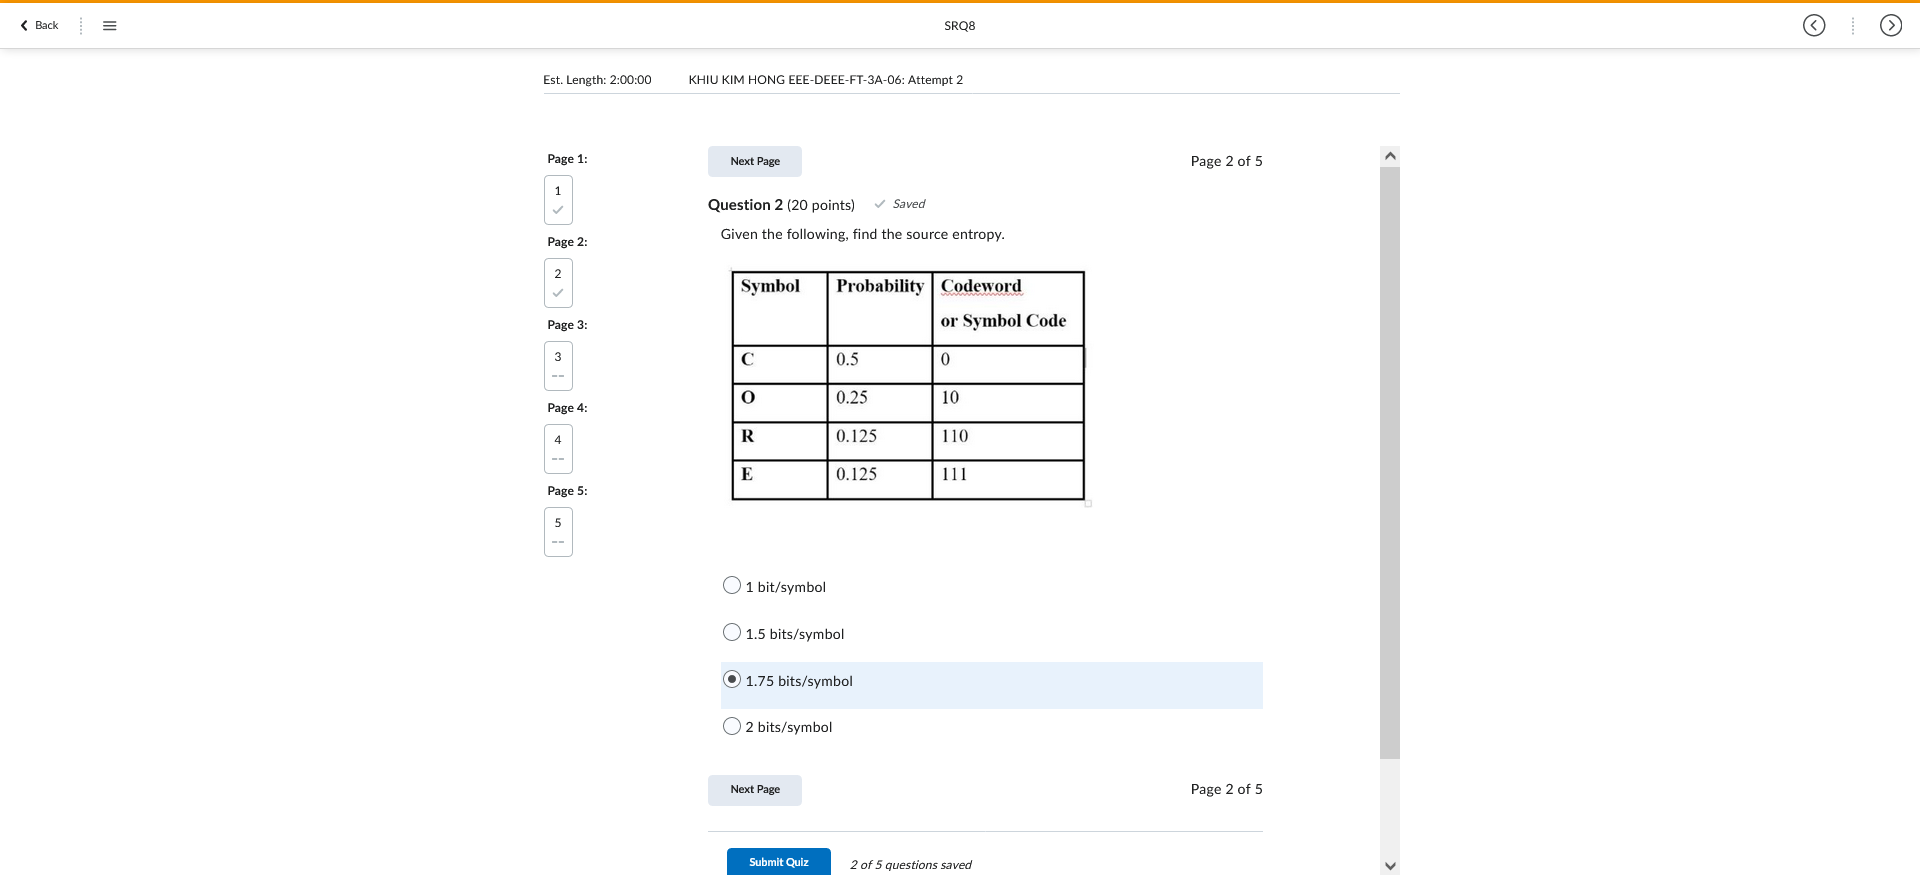 Back
SRQ8
Est. Length: 2:00:00 KHIU KIM HONG EEE-DEEE-FT-3A-06: Attempt 2
Page 1:
1
Page 2:
2
Page 3:
3
--
Page 4:
4
--
Page 5:
5
--
Next Page Page 2 of 5
Question 2 (20 points) Saved
Given the following, find the source entropy.
Symbol Probability Codeword
or Symbol Code
C 0.5 0
O 0.25 10
R 0.125 110
E 0.125 111
1 bit/symbol
1.5 bits/symbol
1.75 bits/symbol
2 bits/symbol
Next Page Page 2 of 5
Submit Quiz 2 of 5 questions saved